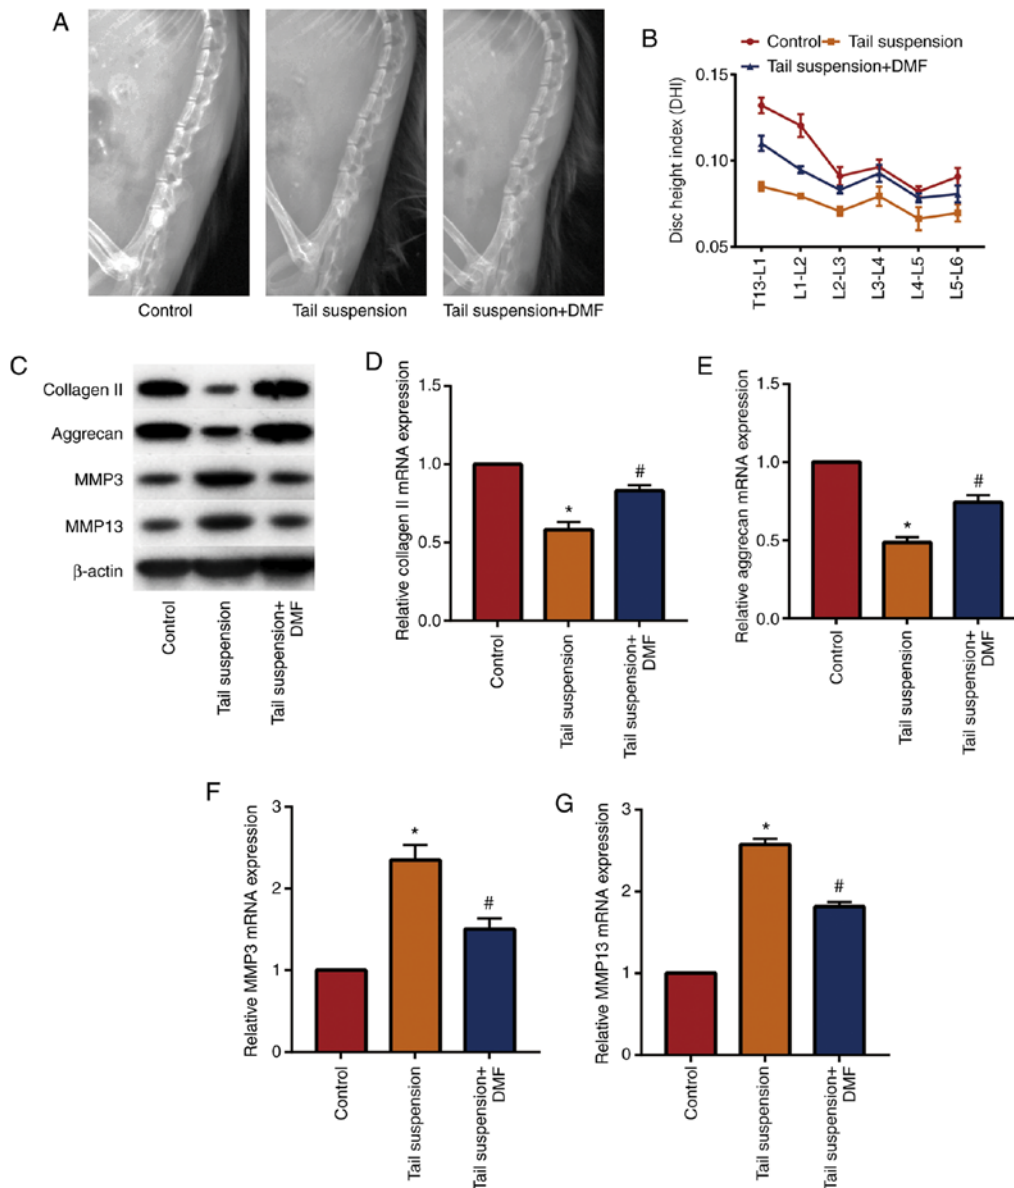 A
Control
Tail suspension
Tail suspension+DMF
B
Control
Tail suspension
Tail suspension+DMF
Disc height index (DHI)
0.15
0.10
0.05
T13-L1
L1-L2
L2-L3
L3-L4
L4-L5
L5-L6
C
Collagen II
Aggrecan
MMP3
MMP13
β-actin
Control
Tail suspension
Tail suspension+
DMF
D
Relative collagen II mRNA expression
1.5
1.0
0.5
0.0
*
#
Control
Tail suspension
Tail suspension+
DMF
E
Relative aggrecan mRNA expression
1.5
1.0
0.5
0.0
*
#
Control
Tail suspension
Tail suspension+
DMF
F
Relative MMP3 mRNA expression
3
2
1
0
*
#
Control
Tail suspension
Tail suspension+
DMF
G
Relative MMP13 mRNA expression
3
2
1
0
*
#
Control
Tail suspension
Tail suspension+
DMF